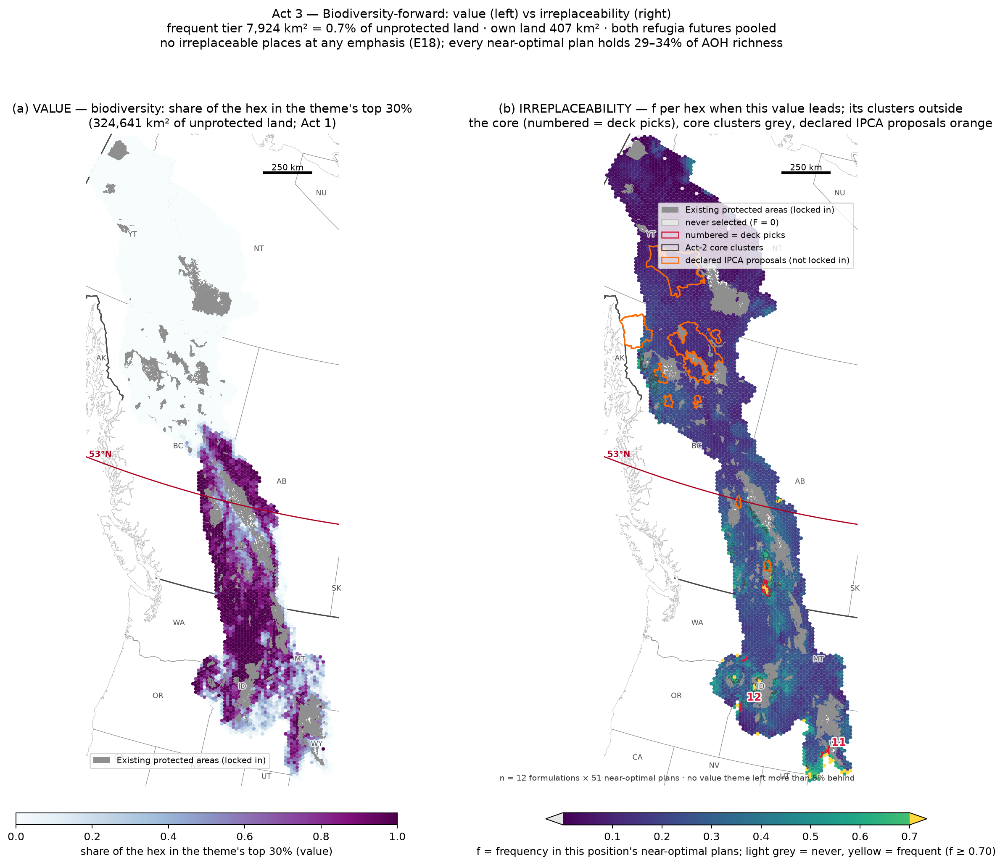 Act 3 — Biodiversity-forward: value (left) vs irreplaceability (right)
frequent tier 7,924 km² = 0.7% of unprotected land · own land 407 km² · both refugia futures pooled
no irreplaceable places at any emphasis (E18); every near-optimal plan holds 29–34% of AOH richness
(a) VALUE — biodiversity: share of the hex in the theme's top 30%
(324,641 km² of unprotected land; Act 1)
250 km
NU
YT
NT
AK
BC
53°N
AB
SK
WA
MT
ID
OR
WY
CA
NV
UT
Existing protected areas (locked in)
0.0 0.2 0.4 0.6 0.8 1.0
share of the hex in the theme's top 30% (value)
(b) IRREPLACEABILITY — f per hex when this value leads; its clusters outside
the core (numbered = deck picks), core clusters grey, declared IPCA proposals orange
250 km
NU
Existing protected areas (locked in)
never selected (F = 0)
numbered = deck picks
Act-2 core clusters
declared IPCA proposals (not locked in)
YT
NT
AK
BC
53°N
AB
SK
WA
MT
ID
12
OR
11
CA
NV
UT
n = 12 formulations × 51 near-optimal plans · no value theme left more than 5% behind
0.1 0.2 0.3 0.4 0.5 0.6 0.7
f = frequency in this position's near-optimal plans; light grey = never, yellow = frequent (f ≥ 0.70)